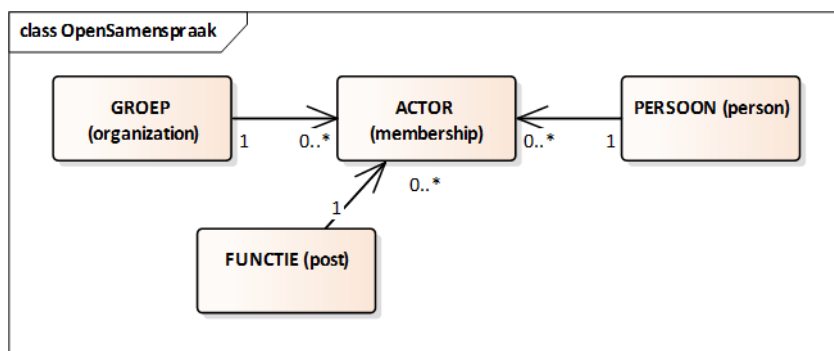 class OpenSamenspraak
GROEP
(organization)
ACTOR
(membership)
PERSOON (person)
1
0..*
0..*
1
0..*
1
FUNCTIE (post)